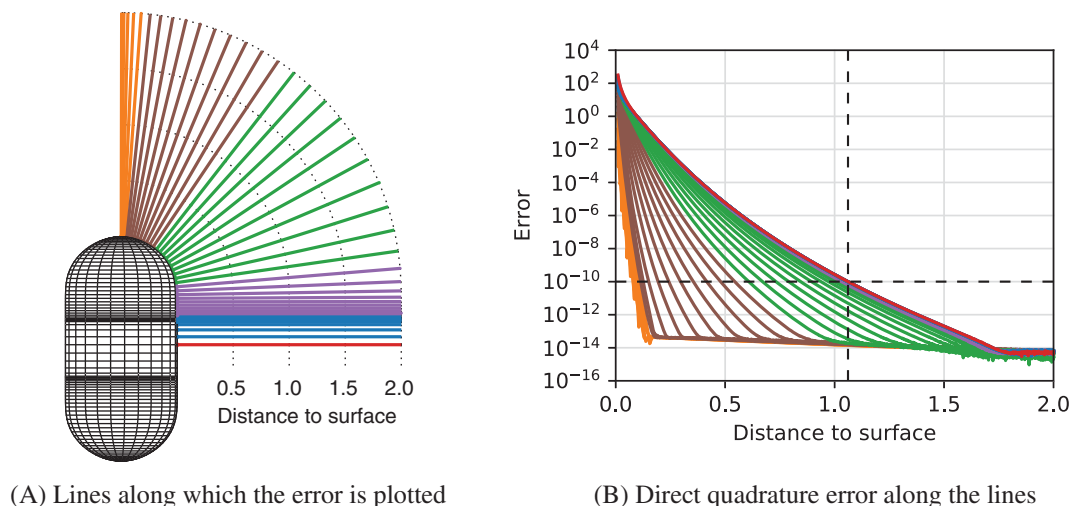 0.5 1.0 1.5 2.0
Distance to surface
(A) Lines along which the error is plotted
10^4
10^2
10^0
10^−2
10^−4
10^−6
10^−8
10^−10
10^−12
10^−14
10^−16
Error
0.0 0.5 1.0 1.5 2.0
Distance to surface
(B) Direct quadrature error along the lines